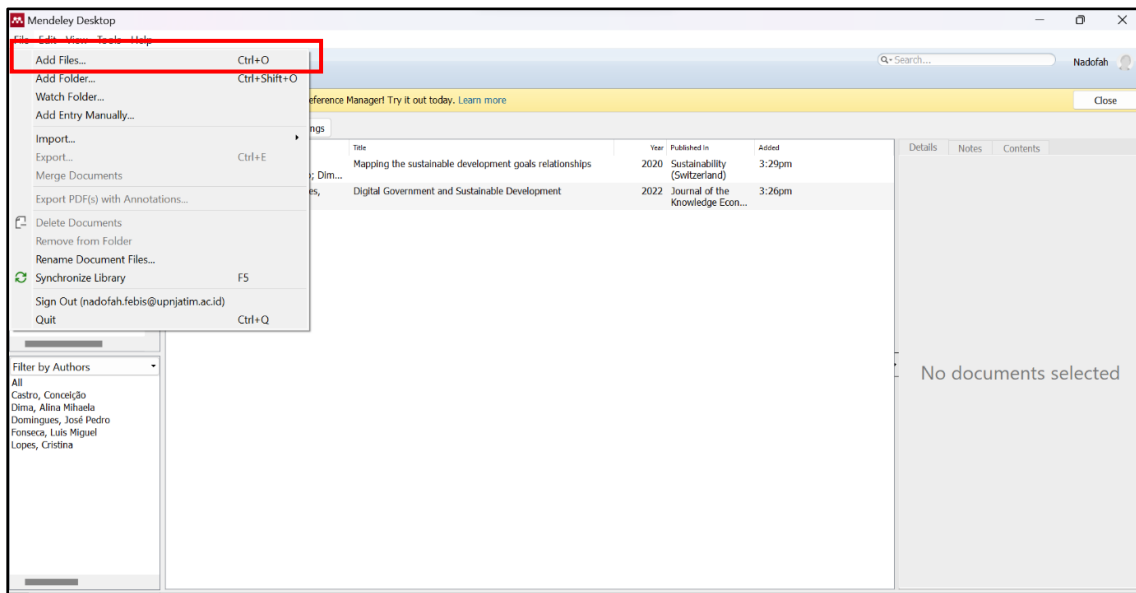 Mendeley Desktop
File Edit View Tools Help
Add Files... Ctrl+O
Add Folder... Ctrl+Shift+O
Watch Folder...
Add Entry Manually...
Import...
Export... Ctrl+E
Merge Documents
Export PDF(s) with Annotations...
Delete Documents
Remove from Folder
Rename Document Files...
Synchronize Library F5
Sign Out (nadofah.febis@upnjatim.ac.id)
Quit Ctrl+Q
Search...
Nadofah
eference Manager! Try it out today. Learn more
Close
ngs
Title Year Published In Added
Mapping the sustainable development goals relationships 2020 Sustainability 3:29pm
; Dim... (Switzerland)
es, Digital Government and Sustainable Development 2022 Journal of the 3:26pm
Knowledge Econ...
Details Notes Contents
No documents selected
Filter by Authors
All
Castro, Conceição
Dima, Alina Mihaela
Domingues, José Pedro
Fonseca, Luis Miguel
Lopes, Cristina